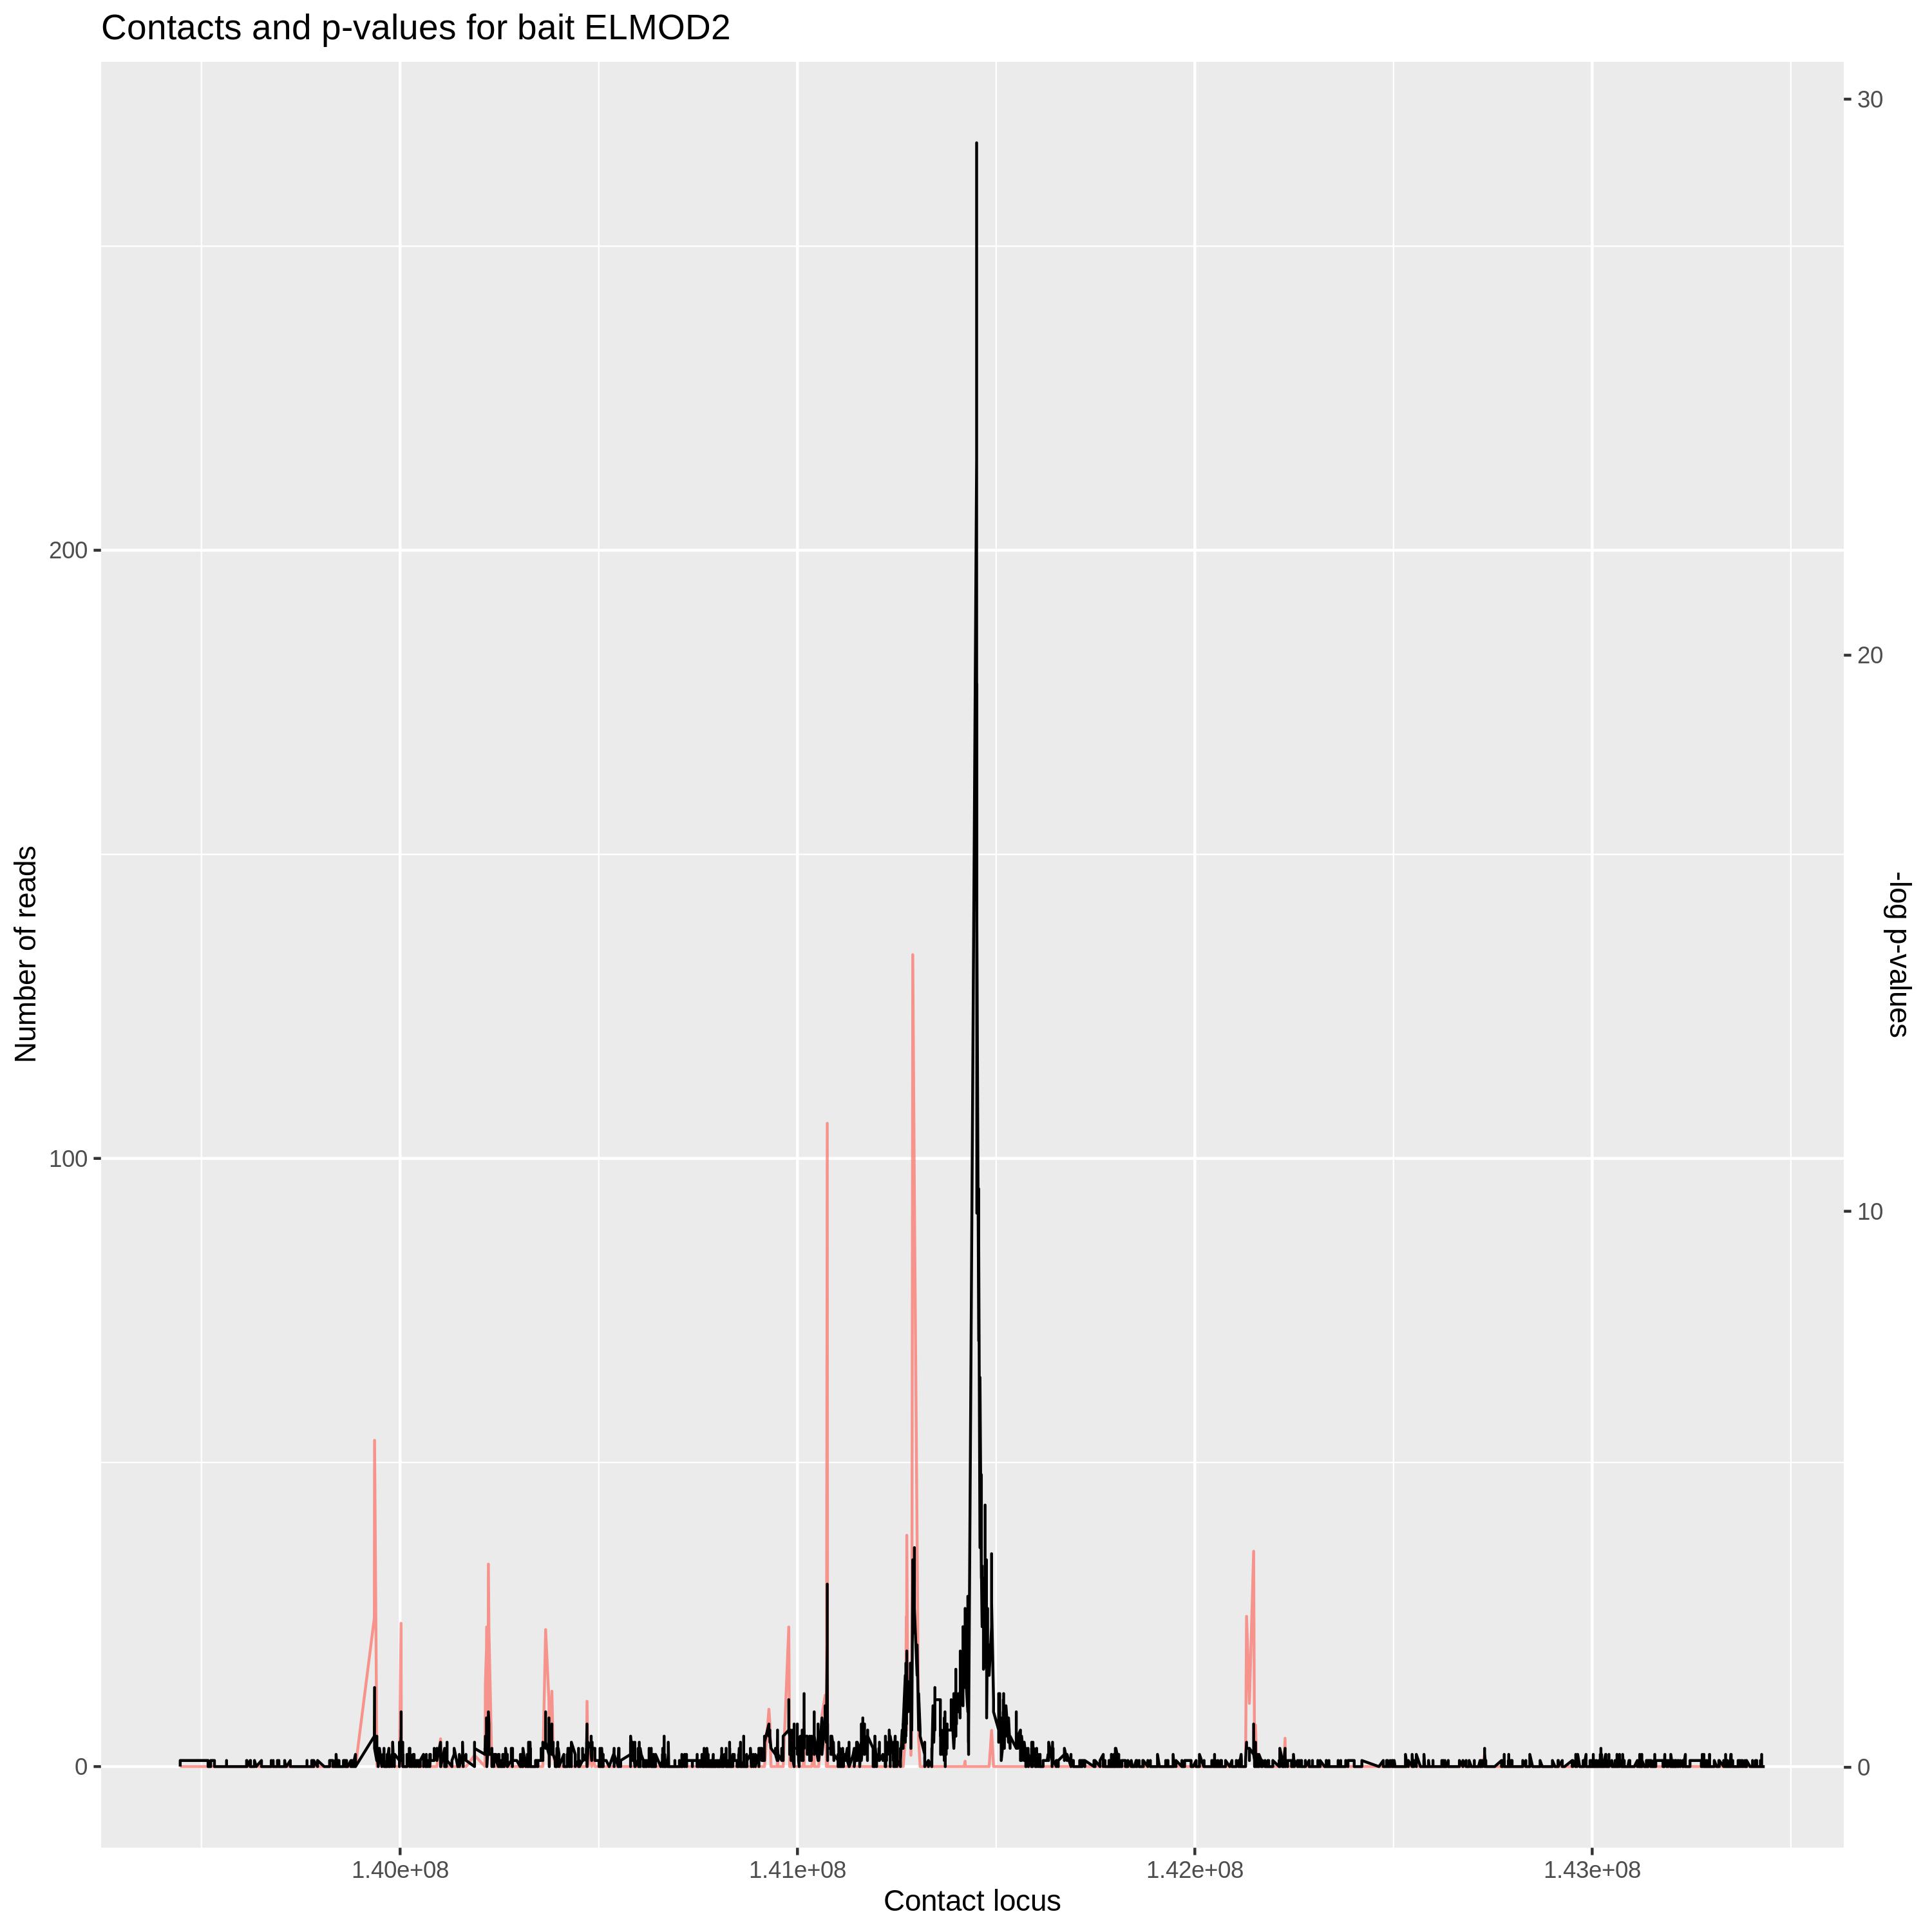 Contacts and p-values for bait ELMOD2
30
200
20
Number of reads
-log p-values
100
10
0
0
1.40e+08
1.41e+08
1.42e+08
1.43e+08
Contact locus